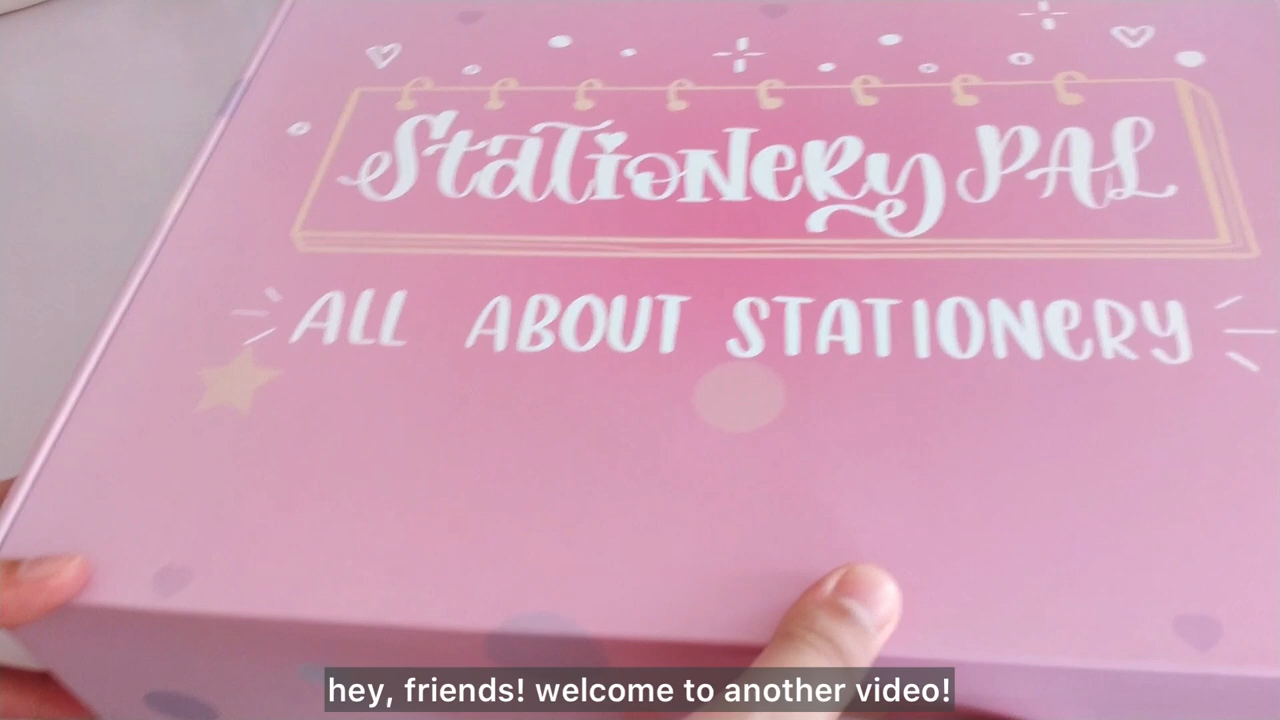 Stationery PAL
ALL ABOUT STATIONERY
hey, friends! welcome to another video!